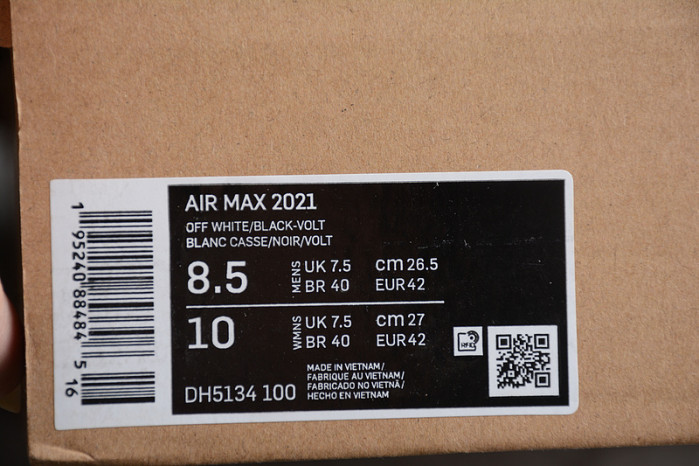 1 95240 88484 5 16
AIR MAX 2021
OFF WHITE/BLACK-VOLT
BLANC CASSE/NOIR/VOLT
8.5 MENS UK 7.5 cm 26.5
BR 40 EUR 42
10 WMNS UK 7.5 cm 27
BR 40 EUR 42
RFID
DH5134 100
MADE IN VIETNAM/
FABRIQUE AU VIETNAM/
FABRICADO NO VIETNÃ/
HECHO EN VIETNAM